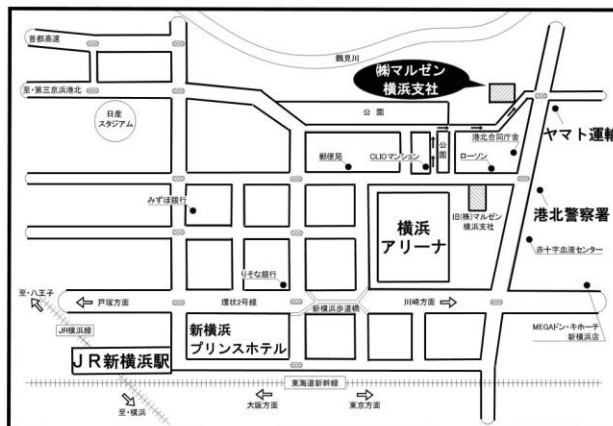 首都高速
鶴見川
至・第三京浜港北
㈱マルゼン
横浜支社
日産
スタジアム
公園
公園
港北合同庁舎
ヤマト運輸
郵便局
CLIOマンション
ローソン
みずほ銀行
横浜
アリーナ
旧(株)マルゼン
横浜支社
港北警察署
赤十字血液センター
りそな銀行
至・八王子
戸塚方面
環状2号線
新横浜歩道橋
川崎方面
JR横浜線
新横浜
プリンスホテル
MEGAドン・キホーテ
新横浜店
JR新横浜駅
東海道新幹線
至・横浜
大阪方面
東京方面